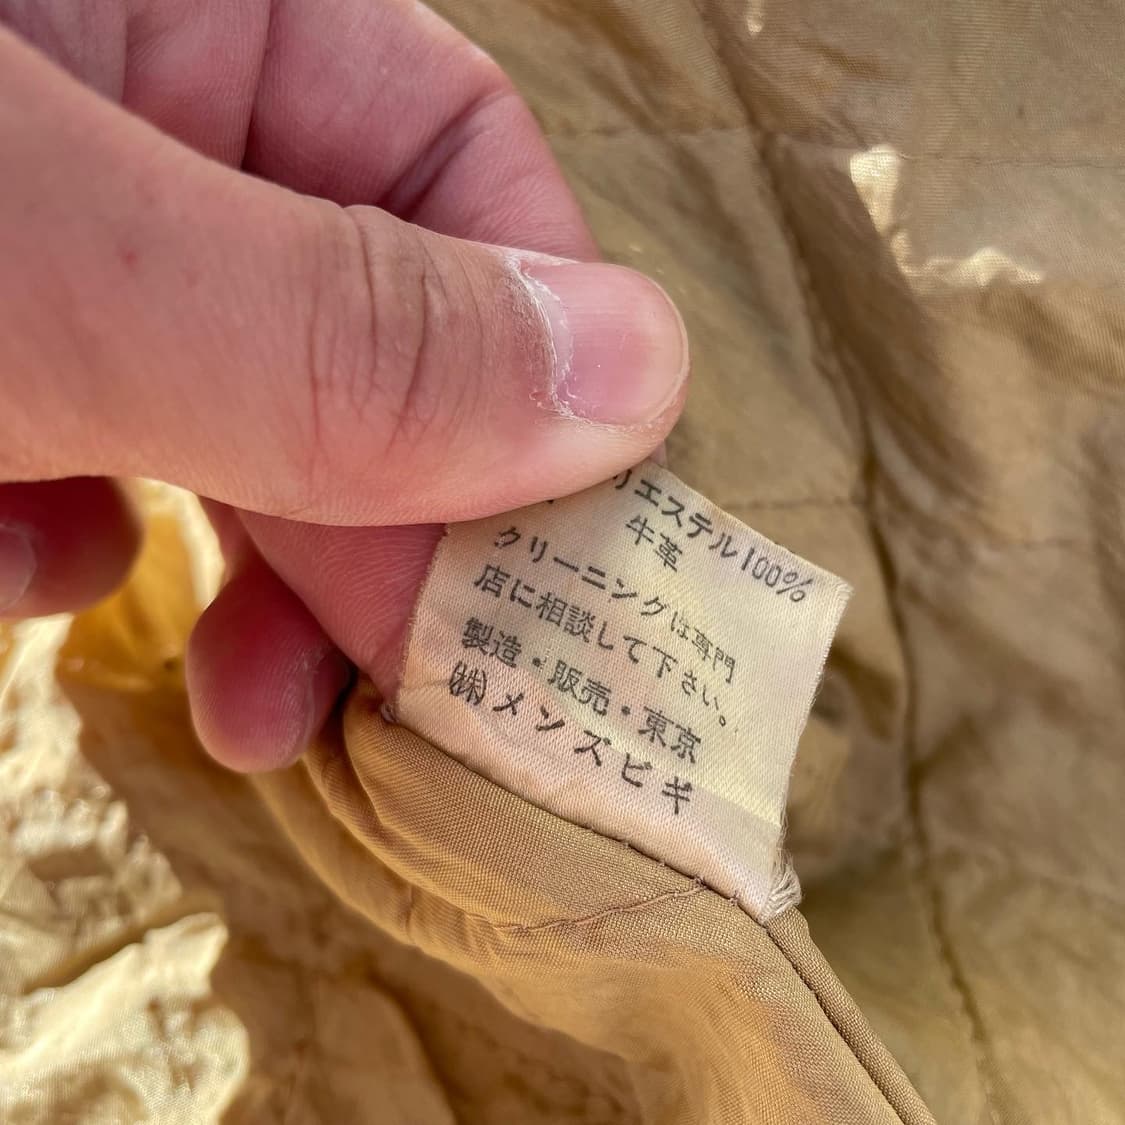 リエステル100%
牛革
クリーニングは専門
店に相談して下さい。
製造・販売・東京
㈱メンズビギ